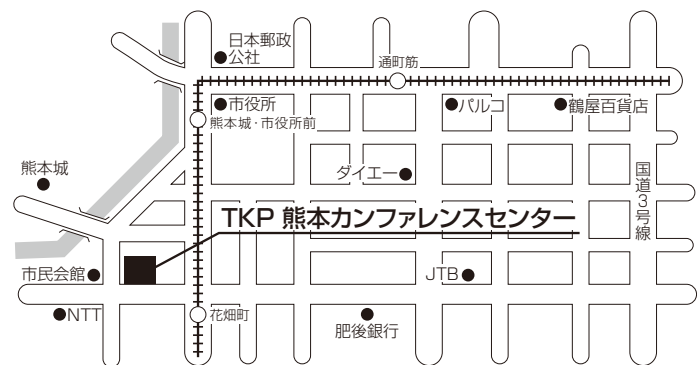 日本郵政
公社
通町筋
市役所
パルコ
鶴屋百貨店
熊本城・市役所前
熊本城
ダイエー
国道3号線
TKP 熊本カンファレンスセンター
市民会館
JTB
NTT
花畑町
肥後銀行